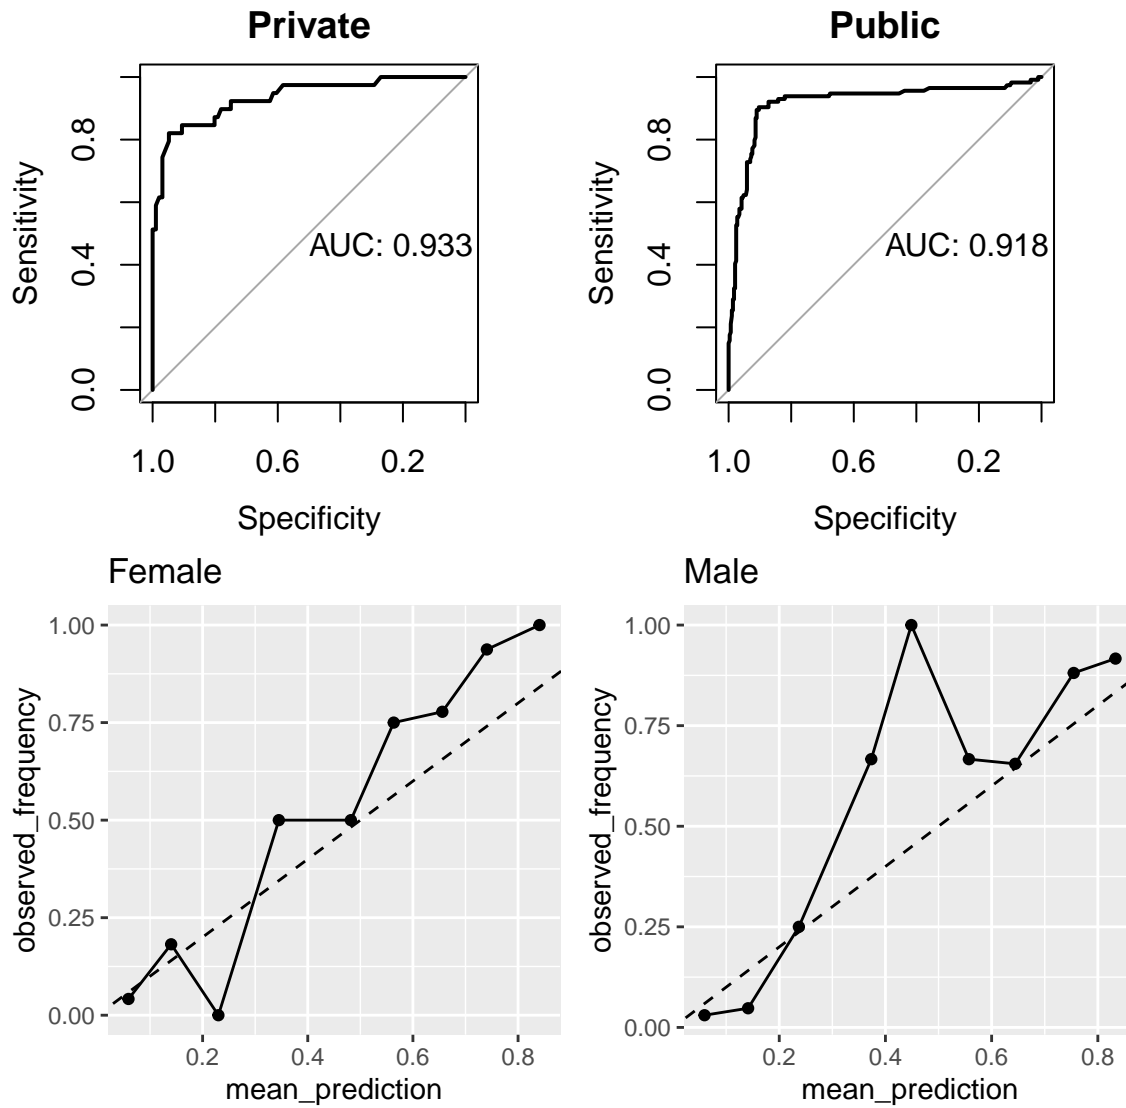 Private
Sensitivity
0.8
0.4
0.0
AUC: 0.933
1.0 0.6 0.2
Specificity
Public
Sensitivity
0.8
0.4
0.0
AUC: 0.918
1.0 0.6 0.2
Specificity
Female
observed_frequency
1.00
0.75
0.50
0.25
0.00
0.2 0.4 0.6 0.8
mean_prediction
Male
observed_frequency
1.00
0.75
0.50
0.25
0.00
0.2 0.4 0.6 0.8
mean_prediction